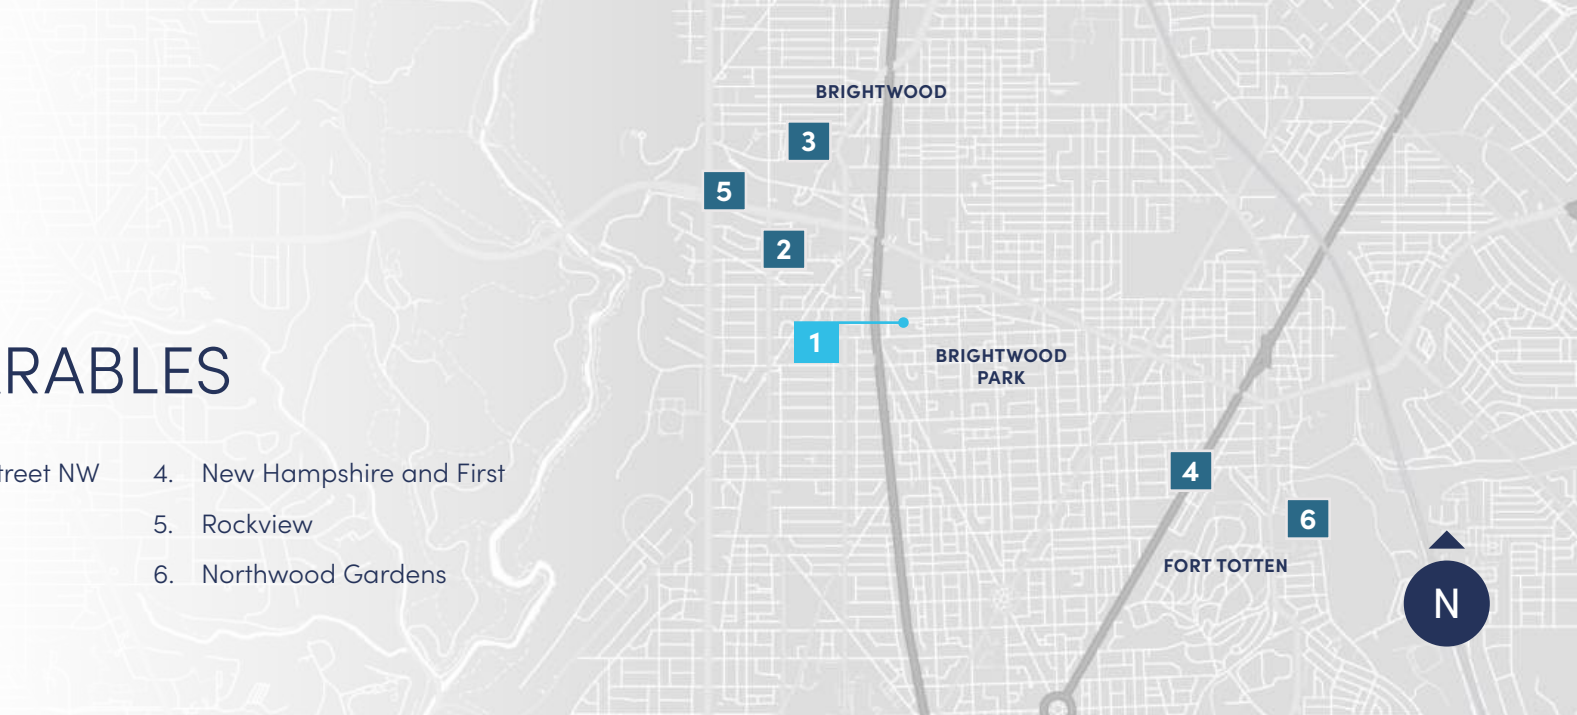 RABLES
treet NW
4. New Hampshire and First
5. Rockview
6. Northwood Gardens
BRIGHTWOOD
3
5
2
1
BRIGHTWOOD
PARK
4
6
FORT TOTTEN
N